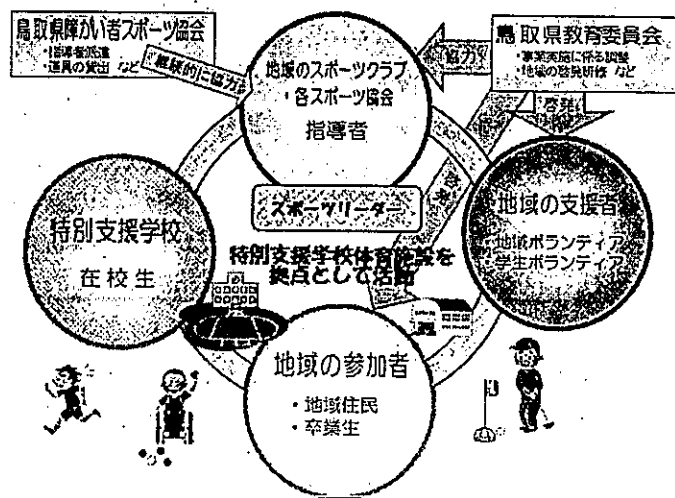 鳥取県障がい者スポーツ協会
・指導者派遣
・道具の貸出 など
継続的に協力
地域のスポーツクラブ
・各スポーツ協会
指導者
協力
鳥取県教育委員会
・事業実施に係る調整
・地域の啓発研修 など
啓発
特別支援学校
在校生
スポーツリーダー
特別支援学校体育施設を
拠点として活動
地域の支援者
地域ボランティア
学生ボランティア
地域の参加者
・地域住民
・卒業生